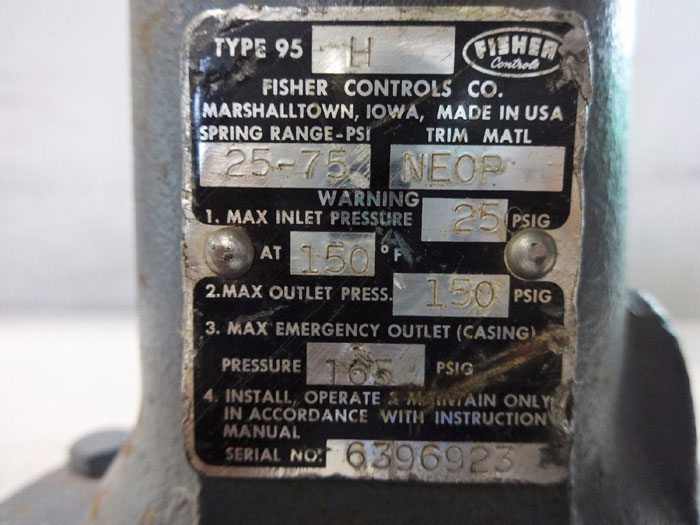 TYPE 95 H FISHER
Controls
FISHER CONTROLS CO.
MARSHALLTOWN, IOWA, MADE IN USA
SPRING RANGE-PSI TRIM MATL
25-75 NEOP
WARNING
1. MAX INLET PRESSURE 25 PSIG
AT 150 °F
2. MAX OUTLET PRESS. 150 PSIG
3. MAX EMERGENCY OUTLET (CASING)
PRESSURE 165 PSIG
4. INSTALL, OPERATE & MAINTAIN ONLY
IN ACCORDANCE WITH INSTRUCTION
MANUAL
SERIAL NO. 6396923